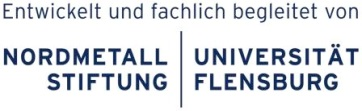 Entwickelt und fachlich begleitet von
NORDMETALL
STIFTUNG
UNIVERSITÄT
FLENSBURG